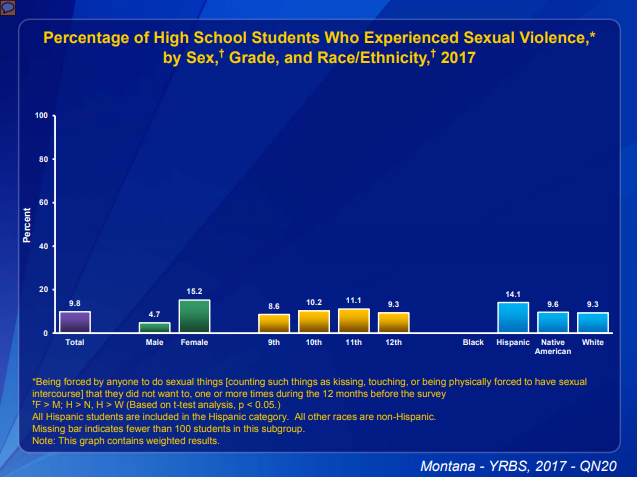 Percentage of High School Students Who Experienced Sexual Violence,*
by Sex,† Grade, and Race/Ethnicity,† 2017
Percent
100
80
60
40
20
0
9.8
4.7
15.2
8.6
10.2
11.1
9.3
14.1
9.6
9.3
Total
Male
Female
9th
10th
11th
12th
Black
Hispanic
Native
American
White
*Being forced by anyone to do sexual things [counting such things as kissing, touching, or being physically forced to have sexual
intercourse] that they did not want to, one or more times during the 12 months before the survey
†F > M; H > N, H > W (Based on t-test analysis, p < 0.05.)
All Hispanic students are included in the Hispanic category.  All other races are non-Hispanic.
Missing bar indicates fewer than 100 students in this subgroup.
Note: This graph contains weighted results.
Montana - YRBS, 2017 - QN20